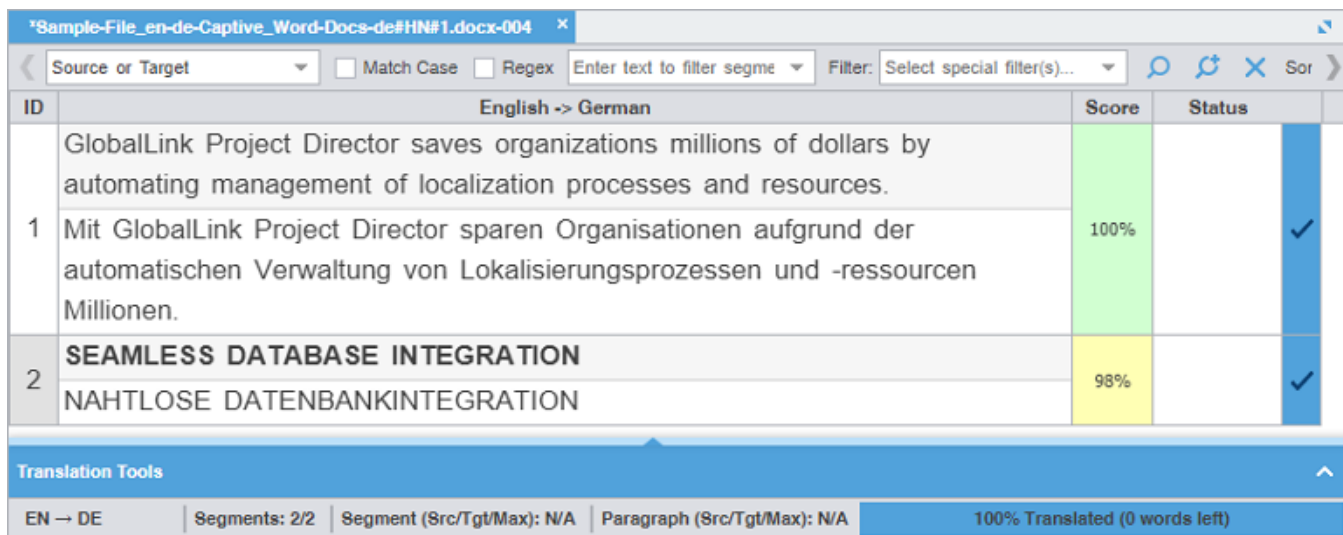 *Sample-File_en-de-Captive_Word-Docs-de#HN#1.docx-004 ×
Source or Target Match Case Regex Enter text to filter segme Filter: Select special filter(s)... Sor
ID English -> German Score Status
GlobalLink Project Director saves organizations millions of dollars by
automating management of localization processes and resources.
1 Mit GlobalLink Project Director sparen Organisationen aufgrund der 100%
automatischen Verwaltung von Lokalisierungsprozessen und -ressourcen
Millionen.
SEAMLESS DATABASE INTEGRATION
2 98%
NAHTLOSE DATENBANKINTEGRATION
Translation Tools
EN → DE Segments: 2/2 Segment (Src/Tgt/Max): N/A Paragraph (Src/Tgt/Max): N/A 100% Translated (0 words left)